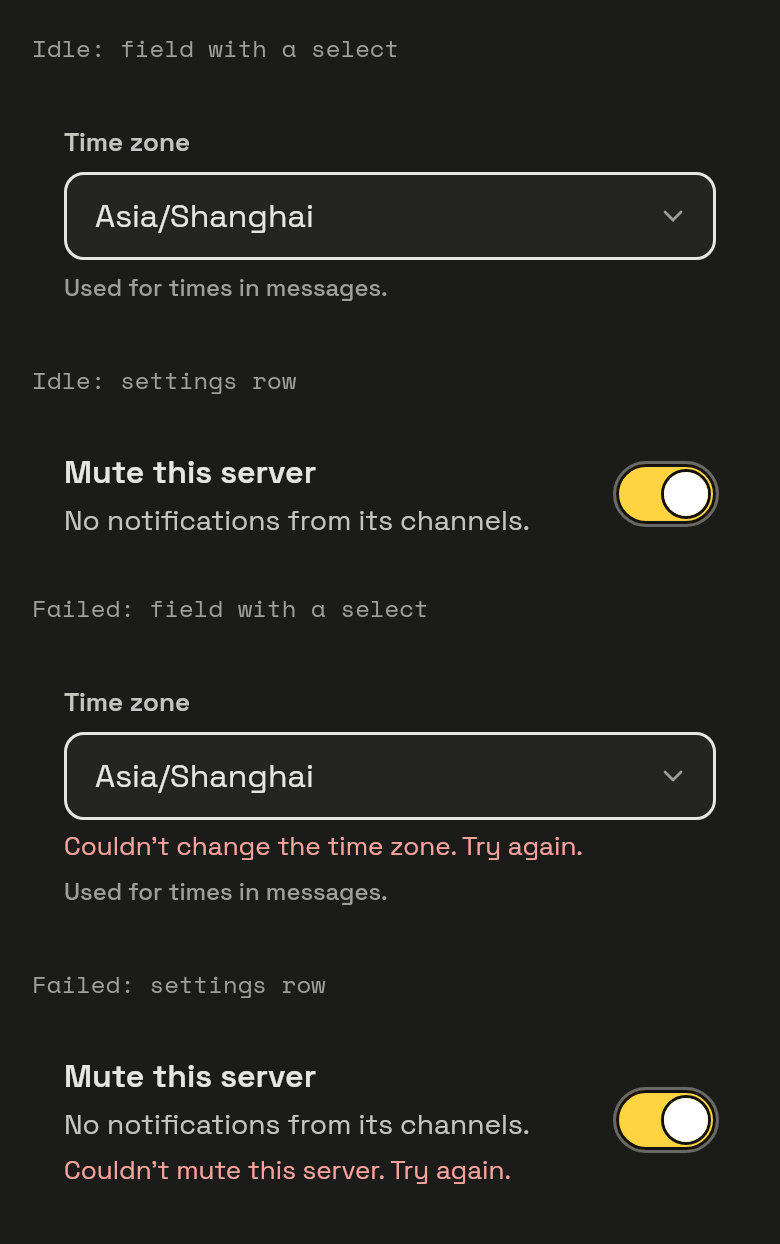 Idle: field with a select
Time zone
Asia/Shanghai
Used for times in messages.
Idle: settings row
Mute this server
No notifications from its channels.
Failed: field with a select
Time zone
Asia/Shanghai
Couldn’t change the time zone. Try again.
Used for times in messages.
Failed: settings row
Mute this server
No notifications from its channels.
Couldn’t mute this server. Try again.